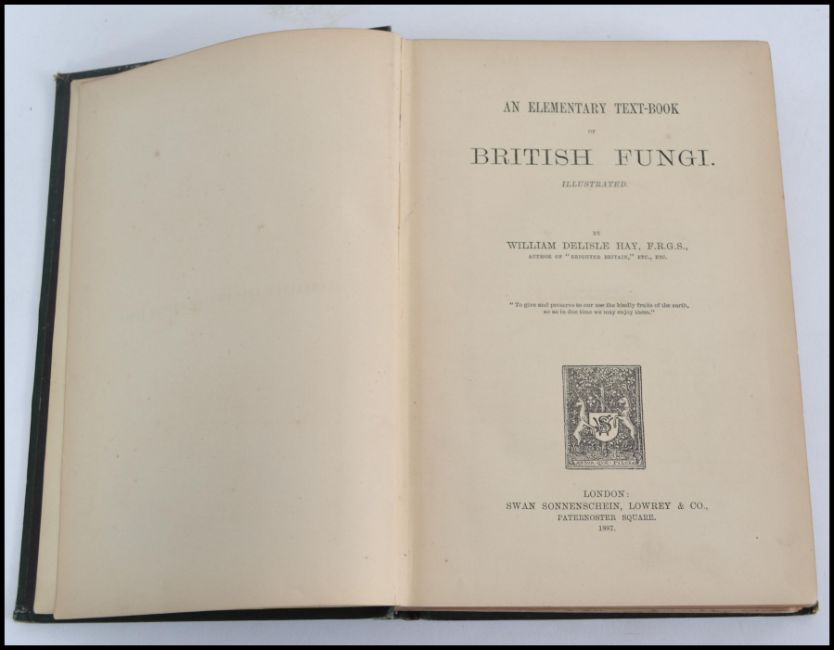 AN ELEMENTARY TEXT-BOOK
OF
BRITISH FUNGI.
ILLUSTRATED.
BY
WILLIAM DELISLE HAY, F.R.G.S.,
AUTHOR OF "BRIGHTER BRITAIN," ETC., ETC.
"To give and preserve to our use the kindly fruits of the earth,
so as in due time we may enjoy them."
LONDON:
SWAN SONNENSCHEIN, LOWREY & CO.,
PATERNOSTER SQUARE.
1887.